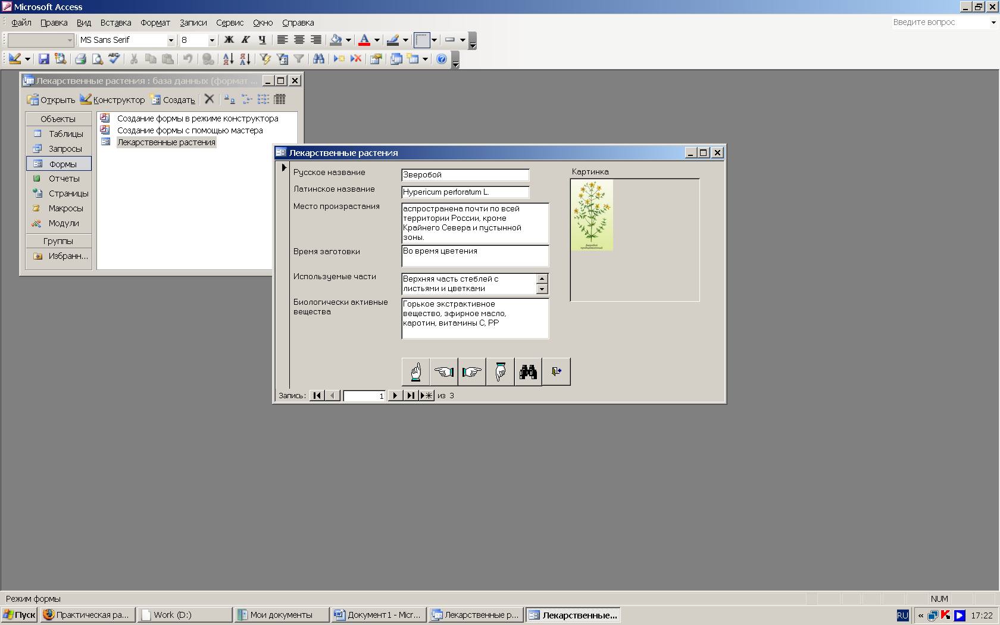 Microsoft Access
Файл Правка Вид Вставка Формат Записи Сервис Окно Справка
Введите вопрос
MS Sans Serif 8 Ж К Ч
Лекарственные растения : база данных (формат ...
Открыть Конструктор Создать
Объекты
Таблицы
Запросы
Формы
Отчеты
Страницы
Макросы
Модули
Группы
Избранн...
Создание формы в режиме конструктора
Создание формы с помощью мастера
Лекарственные растения
Лекарственные растения
Русское название
Зверобой
Латинское название
Hypericum perforatum L.
Место произрастания
аспространена почти по всей
территории России, кроме
Крайнего Севера и пустынной
зоны.
Время заготовки
Во время цветения
Используемые части
Верхняя часть стеблей с
листьями и цветками
Биологически активные
вещества
Горькое экстрактивное
вещество, эфирное масло,
каротин, витамины С, РР
Картинка
Зверобой
продырявленный
Запись: 1 из 3
Режим формы
NUM
Пуск
Практическая ра...
Work (D:)
Мои документы
Документ1 - Micr...
Лекарственные р...
Лекарственные...
RU
«
17:22